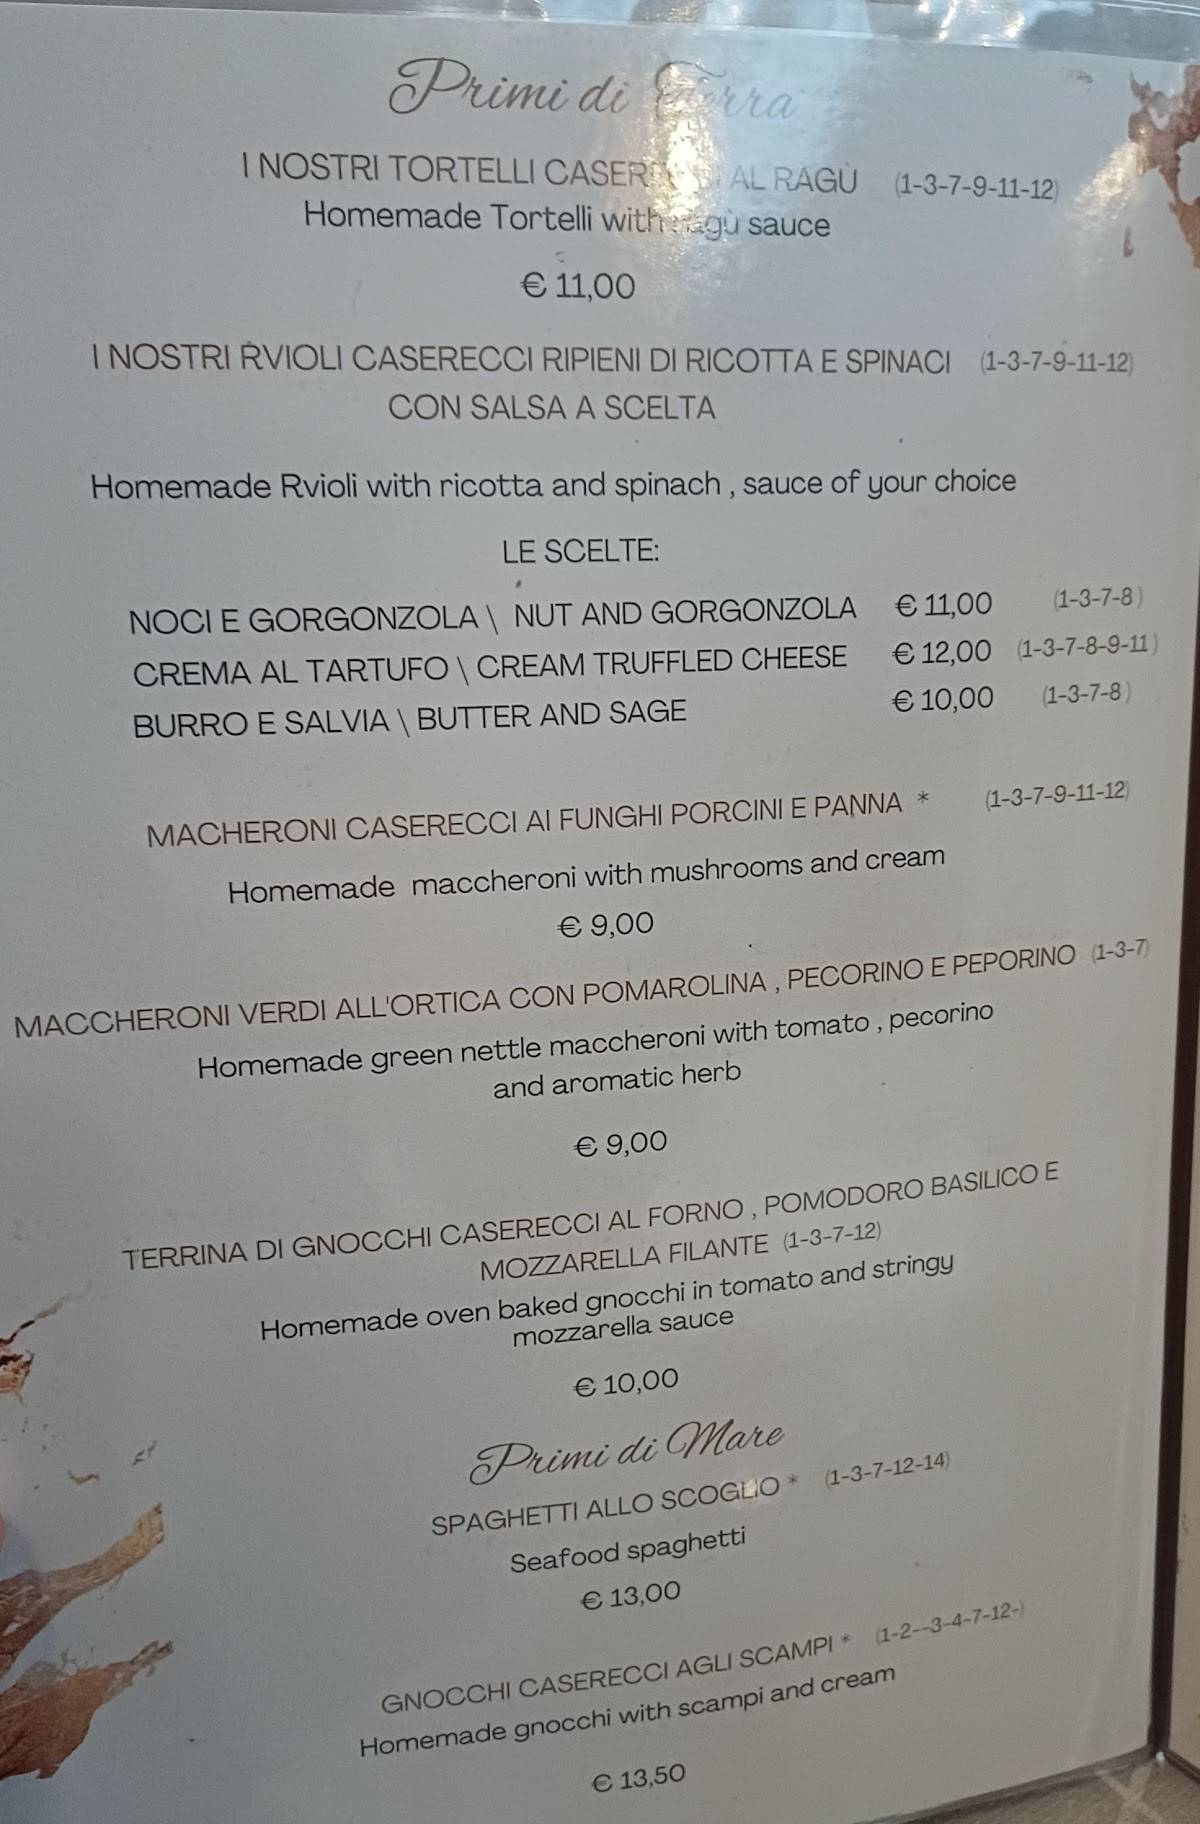 Primi di Terra
I NOSTRI TORTELLI CASERECCI AL RAGÙ (1-3-7-9-11-12)
Homemade Tortelli with ragù sauce
€ 11,00
I NOSTRI RVIOLI CASERECCI RIPIENI DI RICOTTA E SPINACI (1-3-7-9-11-12)
CON SALSA A SCELTA
Homemade Rvioli with ricotta and spinach , sauce of your choice
LE SCELTE:
NOCI E GORGONZOLA \ NUT AND GORGONZOLA € 11,00 (1-3-7-8 )
CREMA AL TARTUFO \ CREAM TRUFFLED CHEESE € 12,00 (1-3-7-8-9-11 )
BURRO E SALVIA \ BUTTER AND SAGE € 10,00 (1-3-7-8 )
MACHERONI CASERECCI AI FUNGHI PORCINI E PANNA * (1-3-7-9-11-12)
Homemade maccheroni with mushrooms and cream
€ 9,00
MACCHERONI VERDI ALL'ORTICA CON POMAROLINA , PECORINO E PEPORINO (1-3-7)
Homemade green nettle maccheroni with tomato , pecorino
and aromatic herb
€ 9,00
TERRINA DI GNOCCHI CASERECCI AL FORNO , POMODORO BASILICO E
MOZZARELLA FILANTE (1-3-7-12)
Homemade oven baked gnocchi in tomato and stringy
mozzarella sauce
€ 10,00
Primi di Mare
SPAGHETTI ALLO SCOGLIO * (1-3-7-12-14)
Seafood spaghetti
€ 13,00
GNOCCHI CASERECCI AGLI SCAMPI * (1-2--3-4-7-12-)
Homemade gnocchi with scampi and cream
€ 13,50